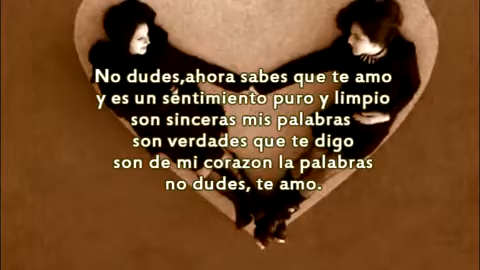 No dudes,ahora sabes que te amo
y es un sentimiento puro y limpio
son sinceras mis palabras
son verdades que te digo
son de mi corazon la palabras
no dudes, te amo.